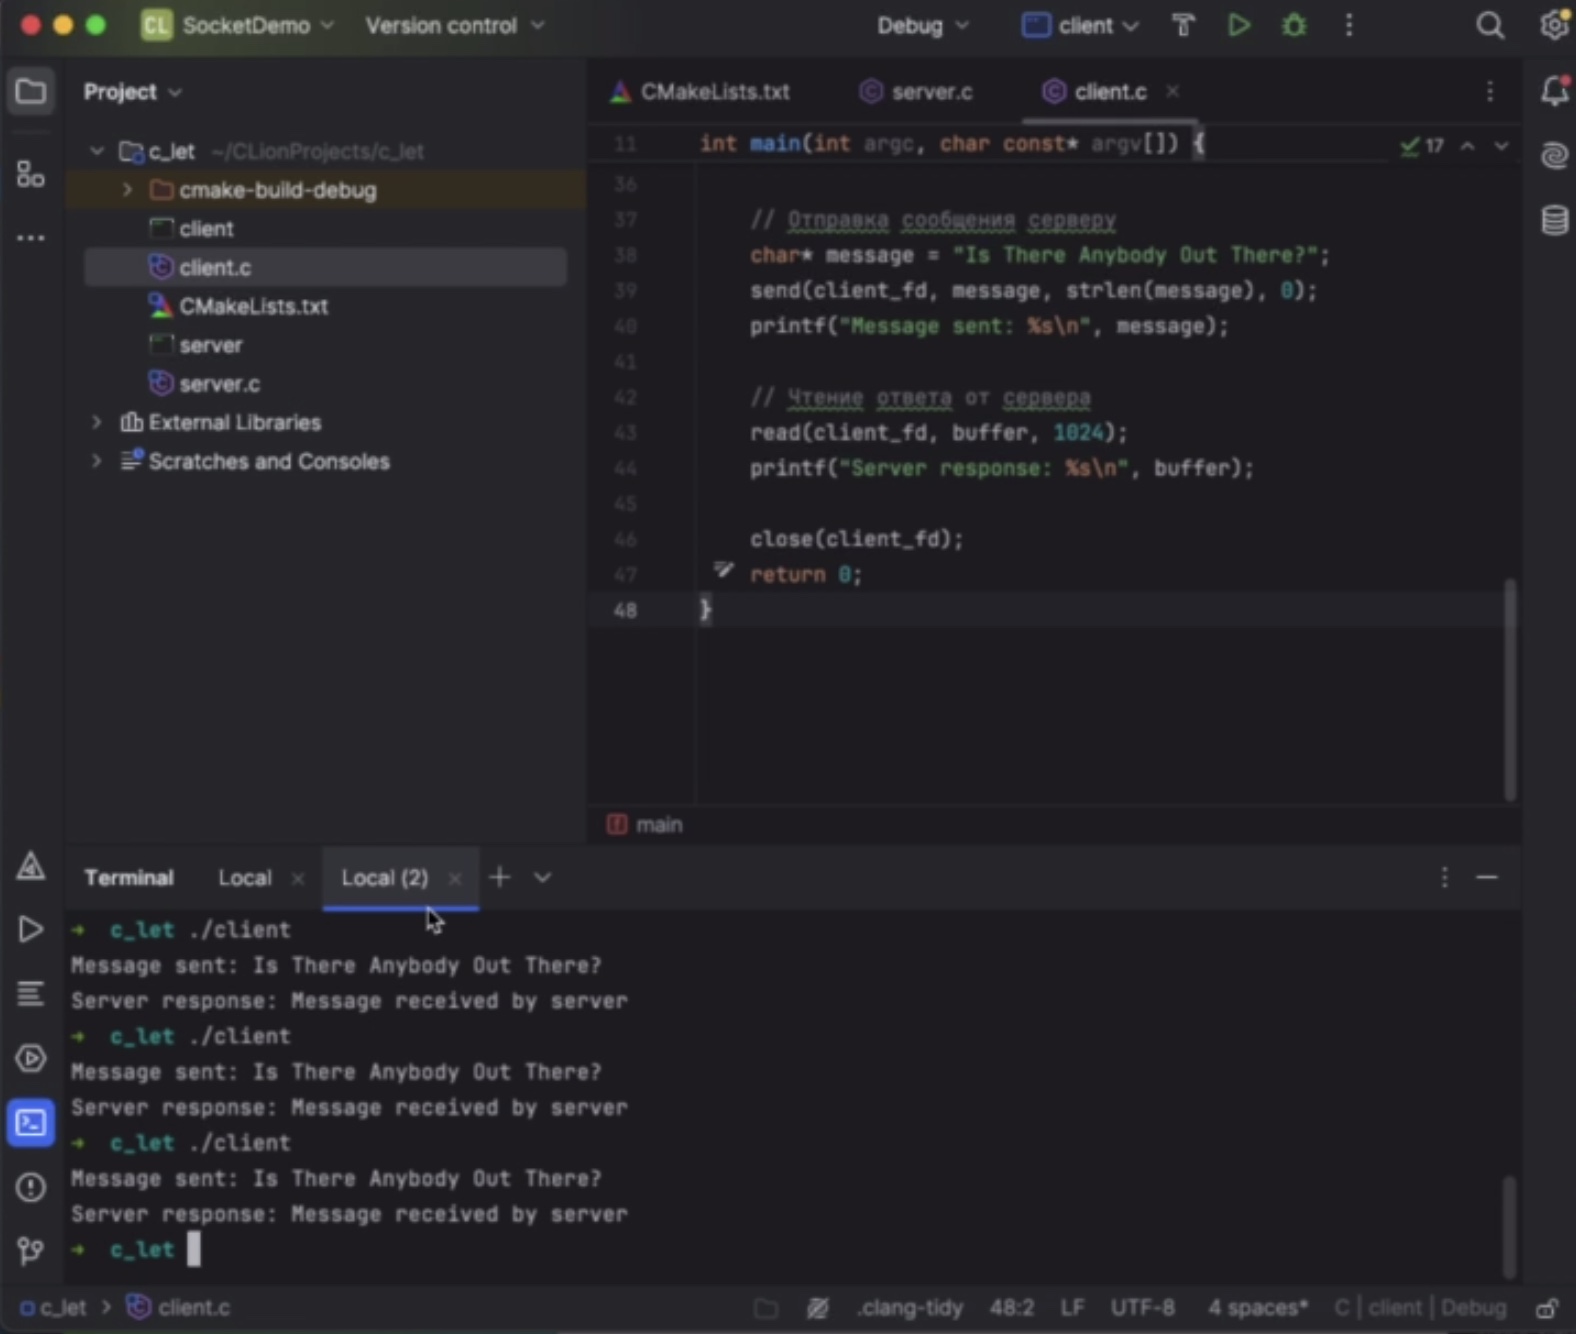 CL SocketDemo Version control Debug client
Project
CMakeLists.txt server.c client.c
c_let ~/CLionProjects/c_let
cmake-build-debug
client
client.c
CMakeLists.txt
server
server.c
External Libraries
Scratches and Consoles
11 int main(int argc, char const* argv[]) { 17
36
37 // Отправка сообщения серверу
38 char* message = "Is There Anybody Out There?";
39 send(client_fd, message, strlen(message), 0);
40 printf("Message sent: %s\n", message);
41
42 // Чтение ответа от сервера
43 read(client_fd, buffer, 1024);
44 printf("Server response: %s\n", buffer);
45
46 close(client_fd);
47 return 0;
48 }
f main
Terminal Local Local (2)
→ c_let ./client
Message sent: Is There Anybody Out There?
Server response: Message received by server
→ c_let ./client
Message sent: Is There Anybody Out There?
Server response: Message received by server
→ c_let ./client
Message sent: Is There Anybody Out There?
Server response: Message received by server
→ c_let
c_let > client.c .clang-tidy 48:2 LF UTF-8 4 spaces* C | client | Debug